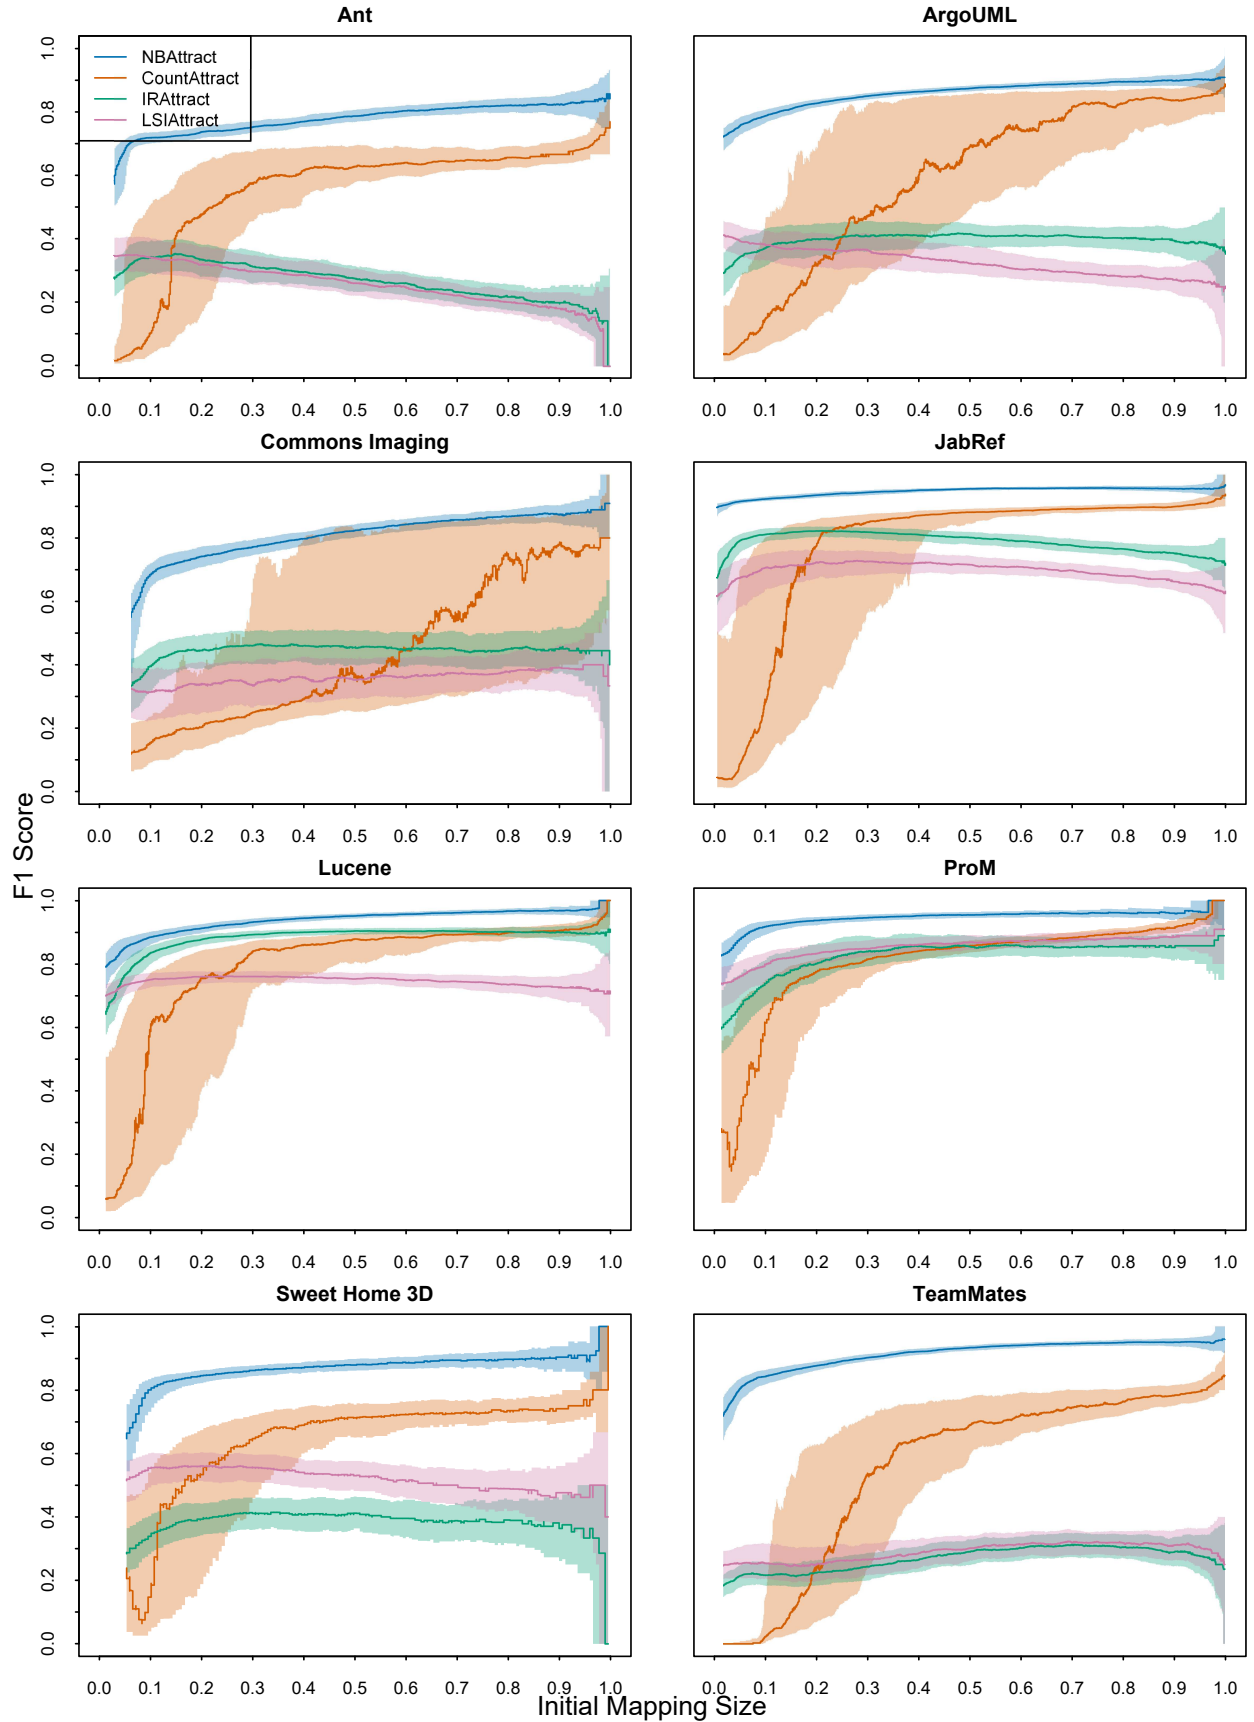 Ant
ArgoUML
NBAttract
CountAttract
IRAttract
LSIAttract
0.0 0.2 0.4 0.6 0.8 1.0
0.0 0.1 0.2 0.3 0.4 0.5 0.6 0.7 0.8 0.9 1.0
0.0 0.1 0.2 0.3 0.4 0.5 0.6 0.7 0.8 0.9 1.0
Commons Imaging
JabRef
0.0 0.2 0.4 0.6 0.8 1.0
0.0 0.1 0.2 0.3 0.4 0.5 0.6 0.7 0.8 0.9 1.0
0.0 0.1 0.2 0.3 0.4 0.5 0.6 0.7 0.8 0.9 1.0
F1 Score
Lucene
ProM
0.0 0.2 0.4 0.6 0.8 1.0
0.0 0.1 0.2 0.3 0.4 0.5 0.6 0.7 0.8 0.9 1.0
0.0 0.1 0.2 0.3 0.4 0.5 0.6 0.7 0.8 0.9 1.0
Sweet Home 3D
TeamMates
0.0 0.2 0.4 0.6 0.8 1.0
0.0 0.1 0.2 0.3 0.4 0.5 0.6 0.7 0.8 0.9 1.0
0.0 0.1 0.2 0.3 0.4 0.5 0.6 0.7 0.8 0.9 1.0
Initial Mapping Size